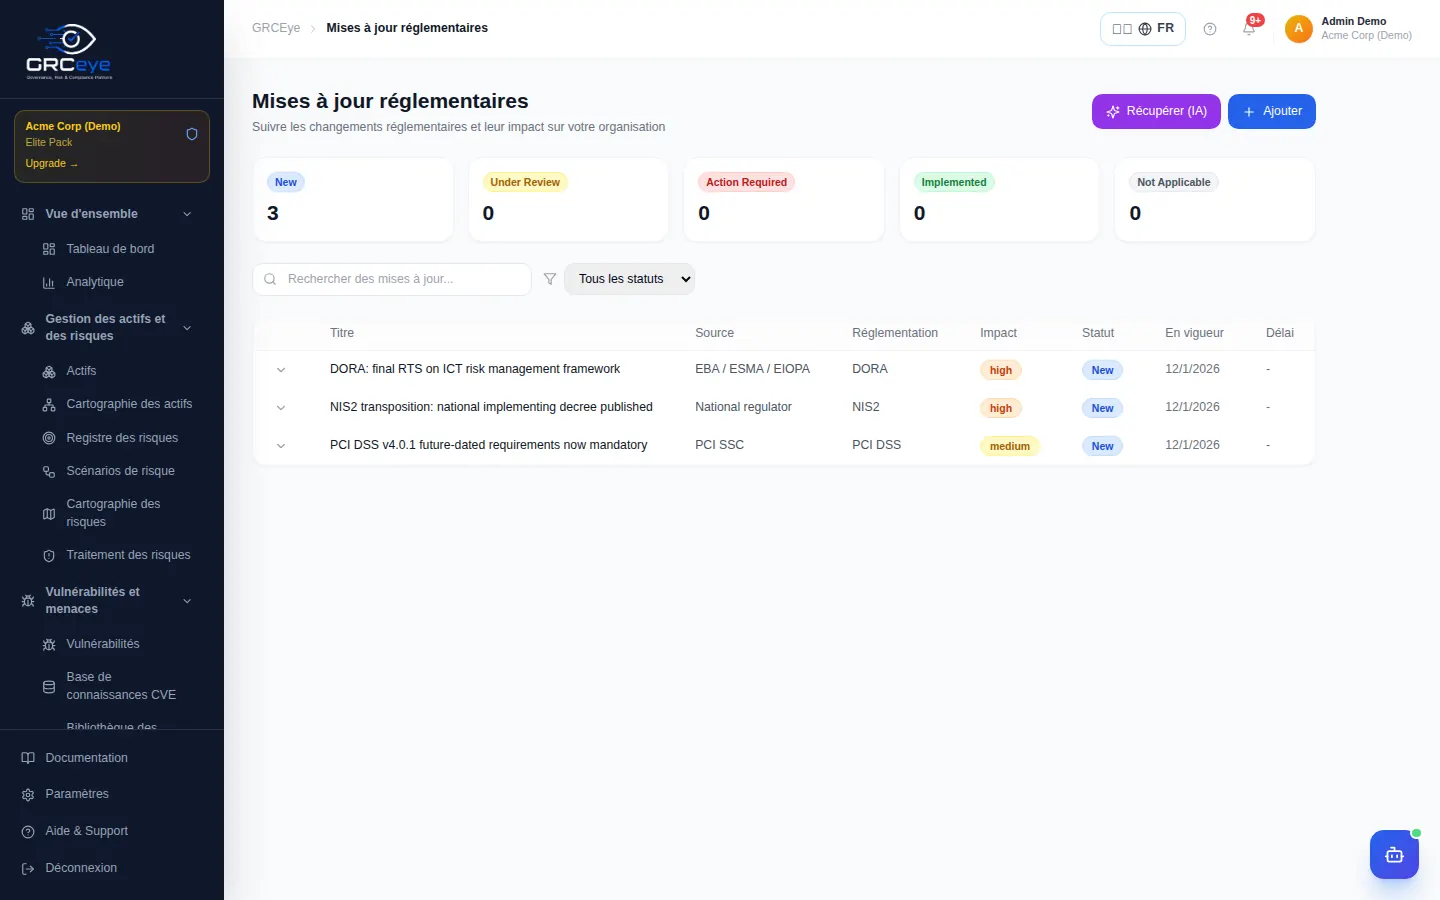 GRCeye
Governance, Risk & Compliance Platform
Acme Corp (Demo)
Elite Pack
Upgrade →
Vue d'ensemble
Tableau de bord
Analytique
Gestion des actifs et
des risques
Actifs
Cartographie des actifs
Registre des risques
Scénarios de risque
Cartographie des
risques
Traitement des risques
Vulnérabilités et
menaces
Vulnérabilités
Base de
connaissances CVE
Bibliothèque des
Documentation
Paramètres
Aide & Support
Déconnexion
GRCEye
Mises à jour réglementaires
FR
9+
A
Admin Demo
Acme Corp (Demo)
Mises à jour réglementaires
Suivre les changements réglementaires et leur impact sur votre organisation
Récupérer (IA)
Ajouter
New
3
Under Review
0
Action Required
0
Implemented
0
Not Applicable
0
Rechercher des mises à jour...
Tous les statuts
Titre Source Réglementation Impact Statut En vigueur Délai
DORA: final RTS on ICT risk management framework EBA / ESMA / EIOPA DORA high New 12/1/2026 -
NIS2 transposition: national implementing decree published National regulator NIS2 high New 12/1/2026 -
PCI DSS v4.0.1 future-dated requirements now mandatory PCI SSC PCI DSS medium New 12/1/2026 -